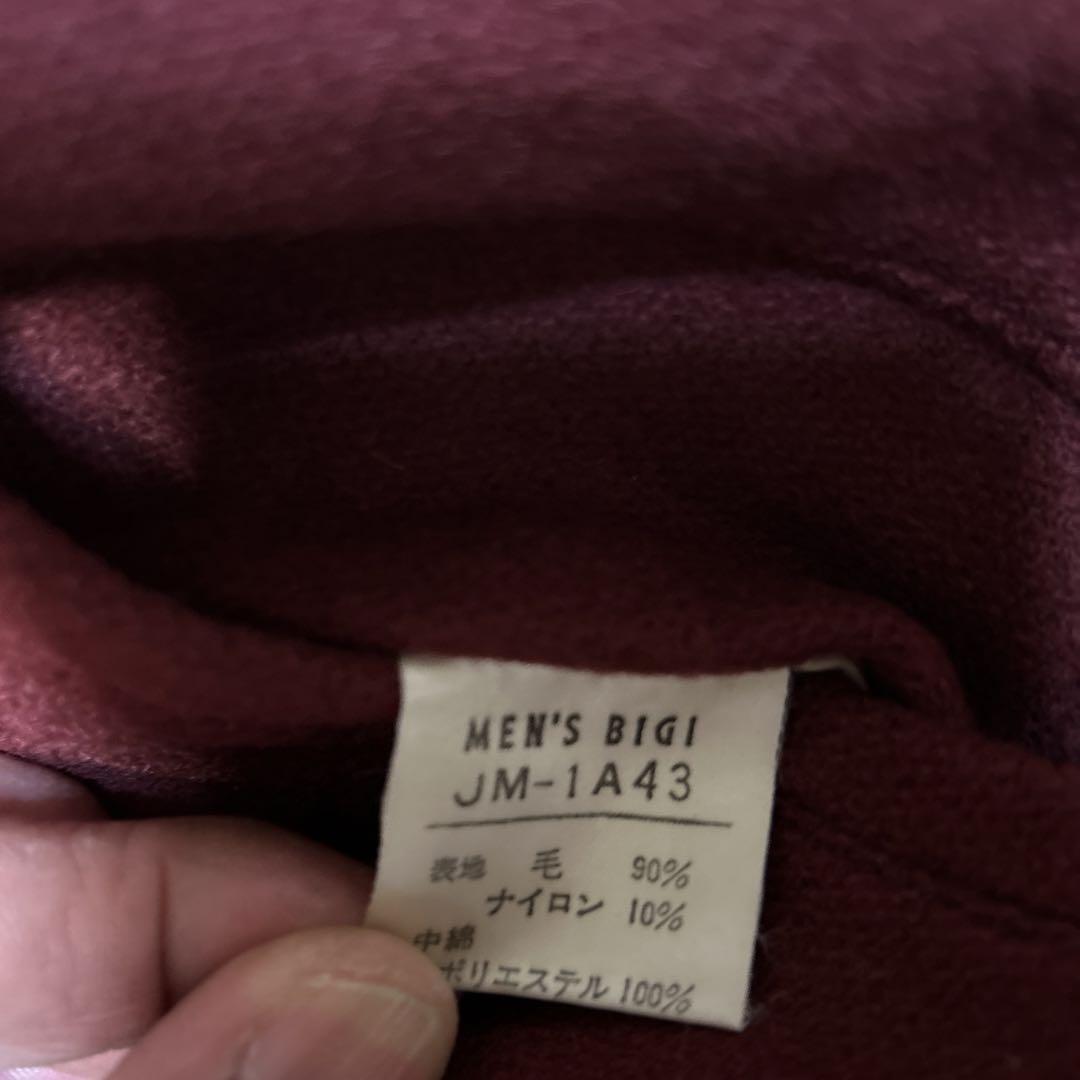 MEN'S BIGI
JM-1A43
表地 毛 90%
ナイロン 10%
中綿
ポリエステル 100%